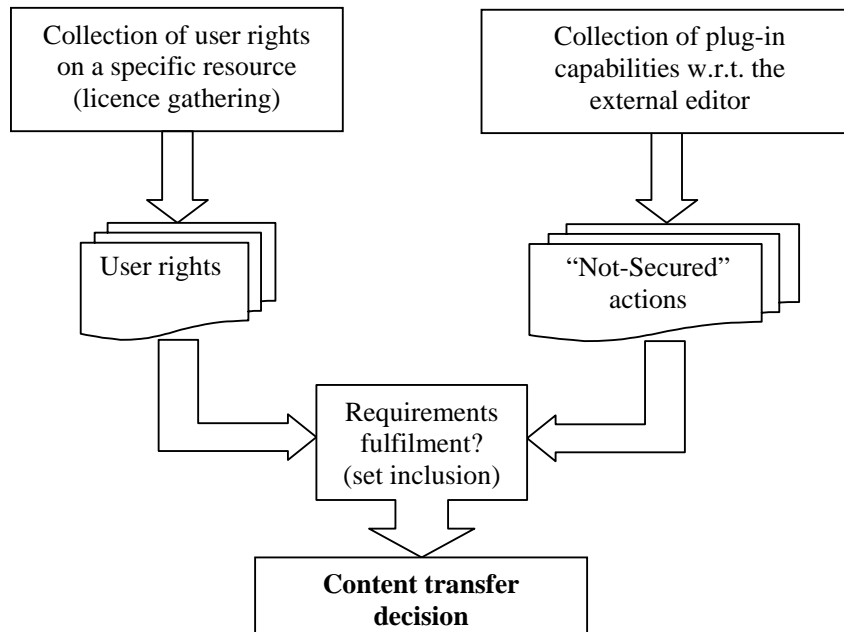 Collection of user rights
on a specific resource
(licence gathering)
Collection of plug-in
capabilities w.r.t. the
external editor
User rights
“Not-Secured”
actions
Requirements
fulfilment?
(set inclusion)
Content transfer
decision